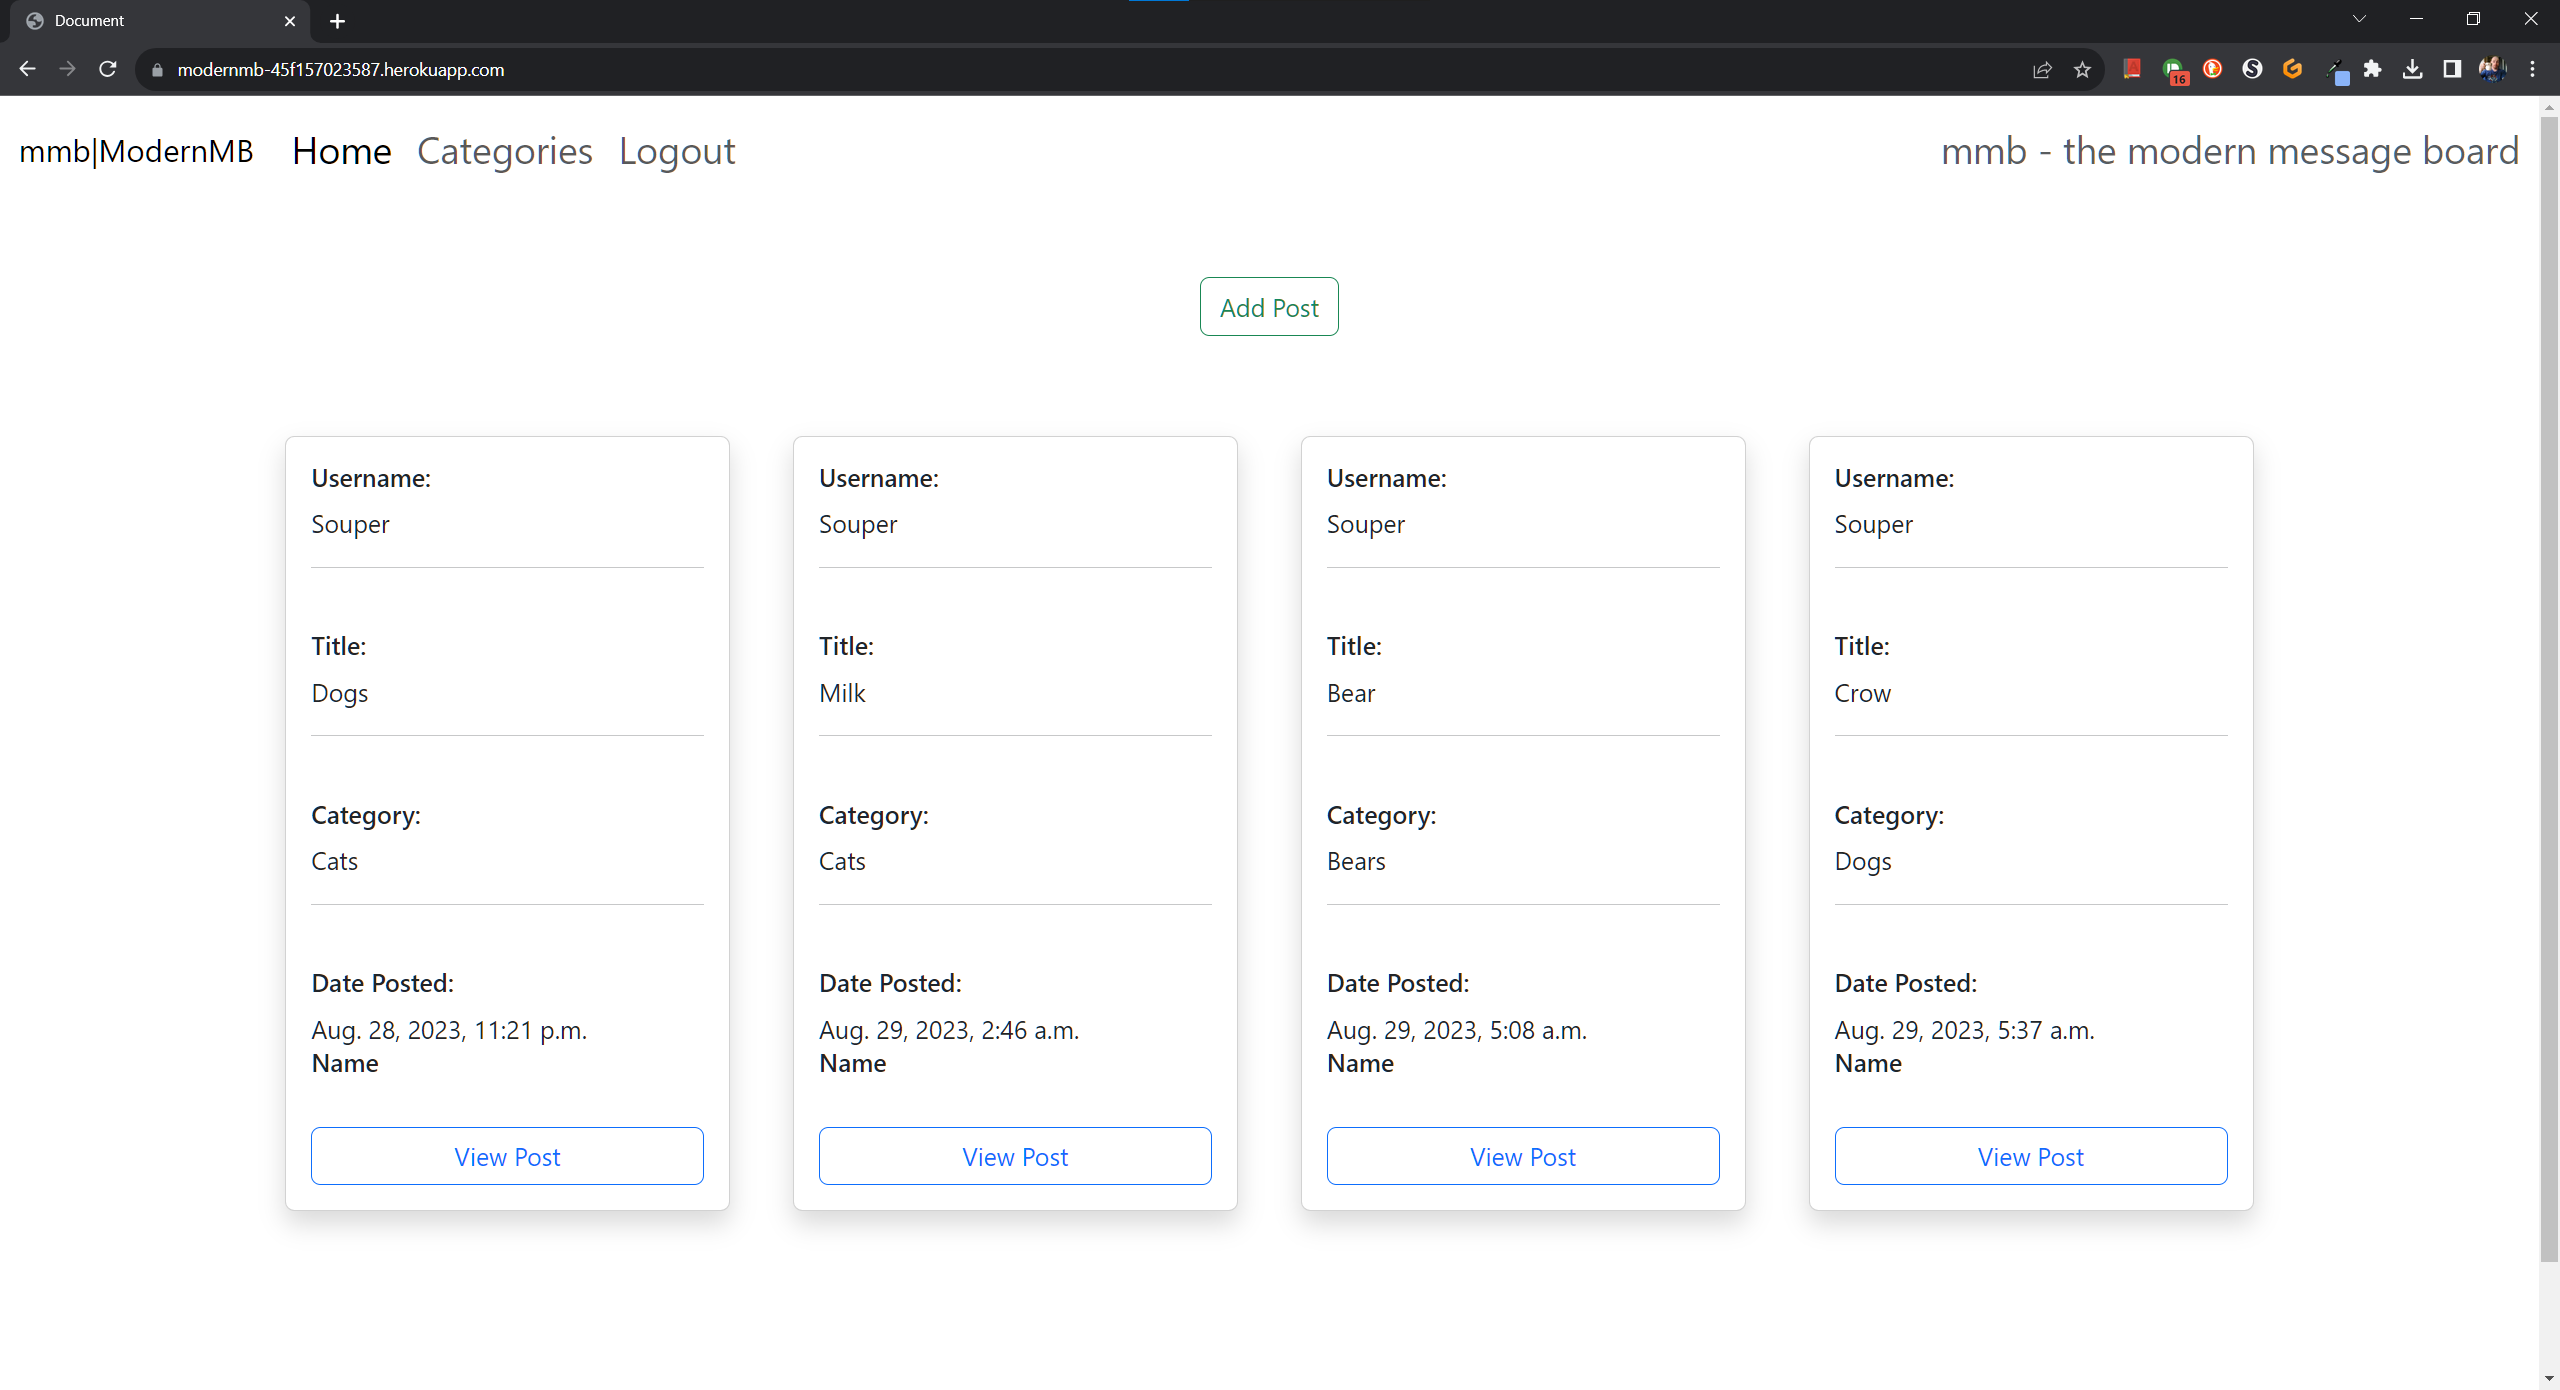 Document
modernmb-45f157023587.herokuapp.com
16
mmb|ModernMB Home Categories Logout mmb - the modern message board
Add Post
Username:
Souper
Title:
Dogs
Category:
Cats
Date Posted:
Aug. 28, 2023, 11:21 p.m.
Name
View Post
Username:
Souper
Title:
Milk
Category:
Cats
Date Posted:
Aug. 29, 2023, 2:46 a.m.
Name
View Post
Username:
Souper
Title:
Bear
Category:
Bears
Date Posted:
Aug. 29, 2023, 5:08 a.m.
Name
View Post
Username:
Souper
Title:
Crow
Category:
Dogs
Date Posted:
Aug. 29, 2023, 5:37 a.m.
Name
View Post